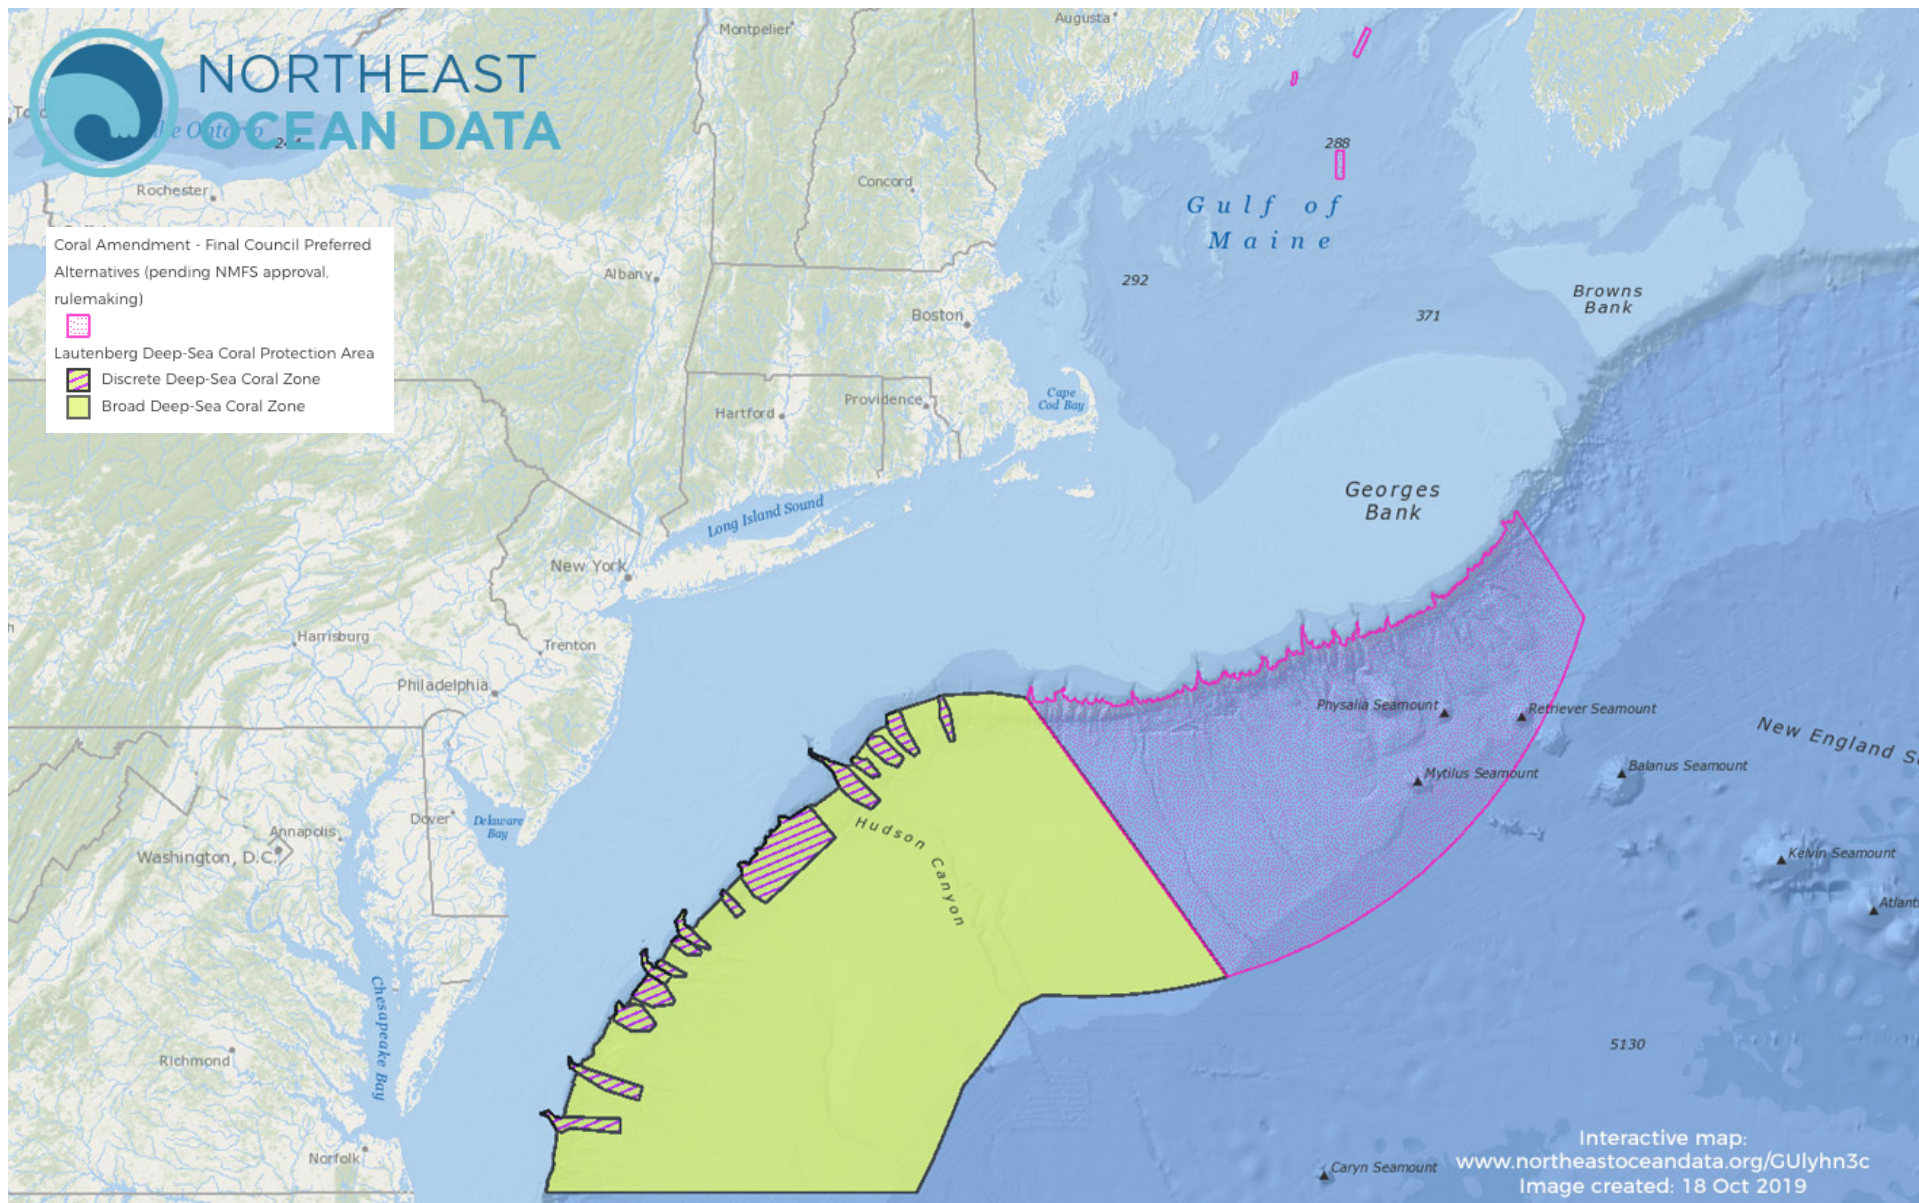 NORTHEAST
OCEAN DATA
Montpelier
Augusta
244
Rochester
Concord
288
Gulf of
Maine
Coral Amendment - Final Council Preferred
Alternatives (pending NMFS approval,
rulemaking)
Lautenberg Deep-Sea Coral Protection Area
Discrete Deep-Sea Coral Zone
Broad Deep-Sea Coral Zone
Albany
292
Browns
Bank
Boston
371
Cape
Cod Bay
Hartford
Providence
Georges
Bank
Long Island Sound
New York
Harrisburg
Trenton
Philadelphia
Physalia Seamount
Retriever Seamount
New England S
Mytilus Seamount
Balanus Seamount
Dover
Delaware
Bay
Annapolis
Washington, D.C.
Hudson Canyon
Kelvin Seamount
Atlant
Chesapeake Bay
Richmond
5130
Norfolk
Caryn Seamount
Interactive map:
www.northeastoceandata.org/GUlyhn3c
Image created: 18 Oct 2019